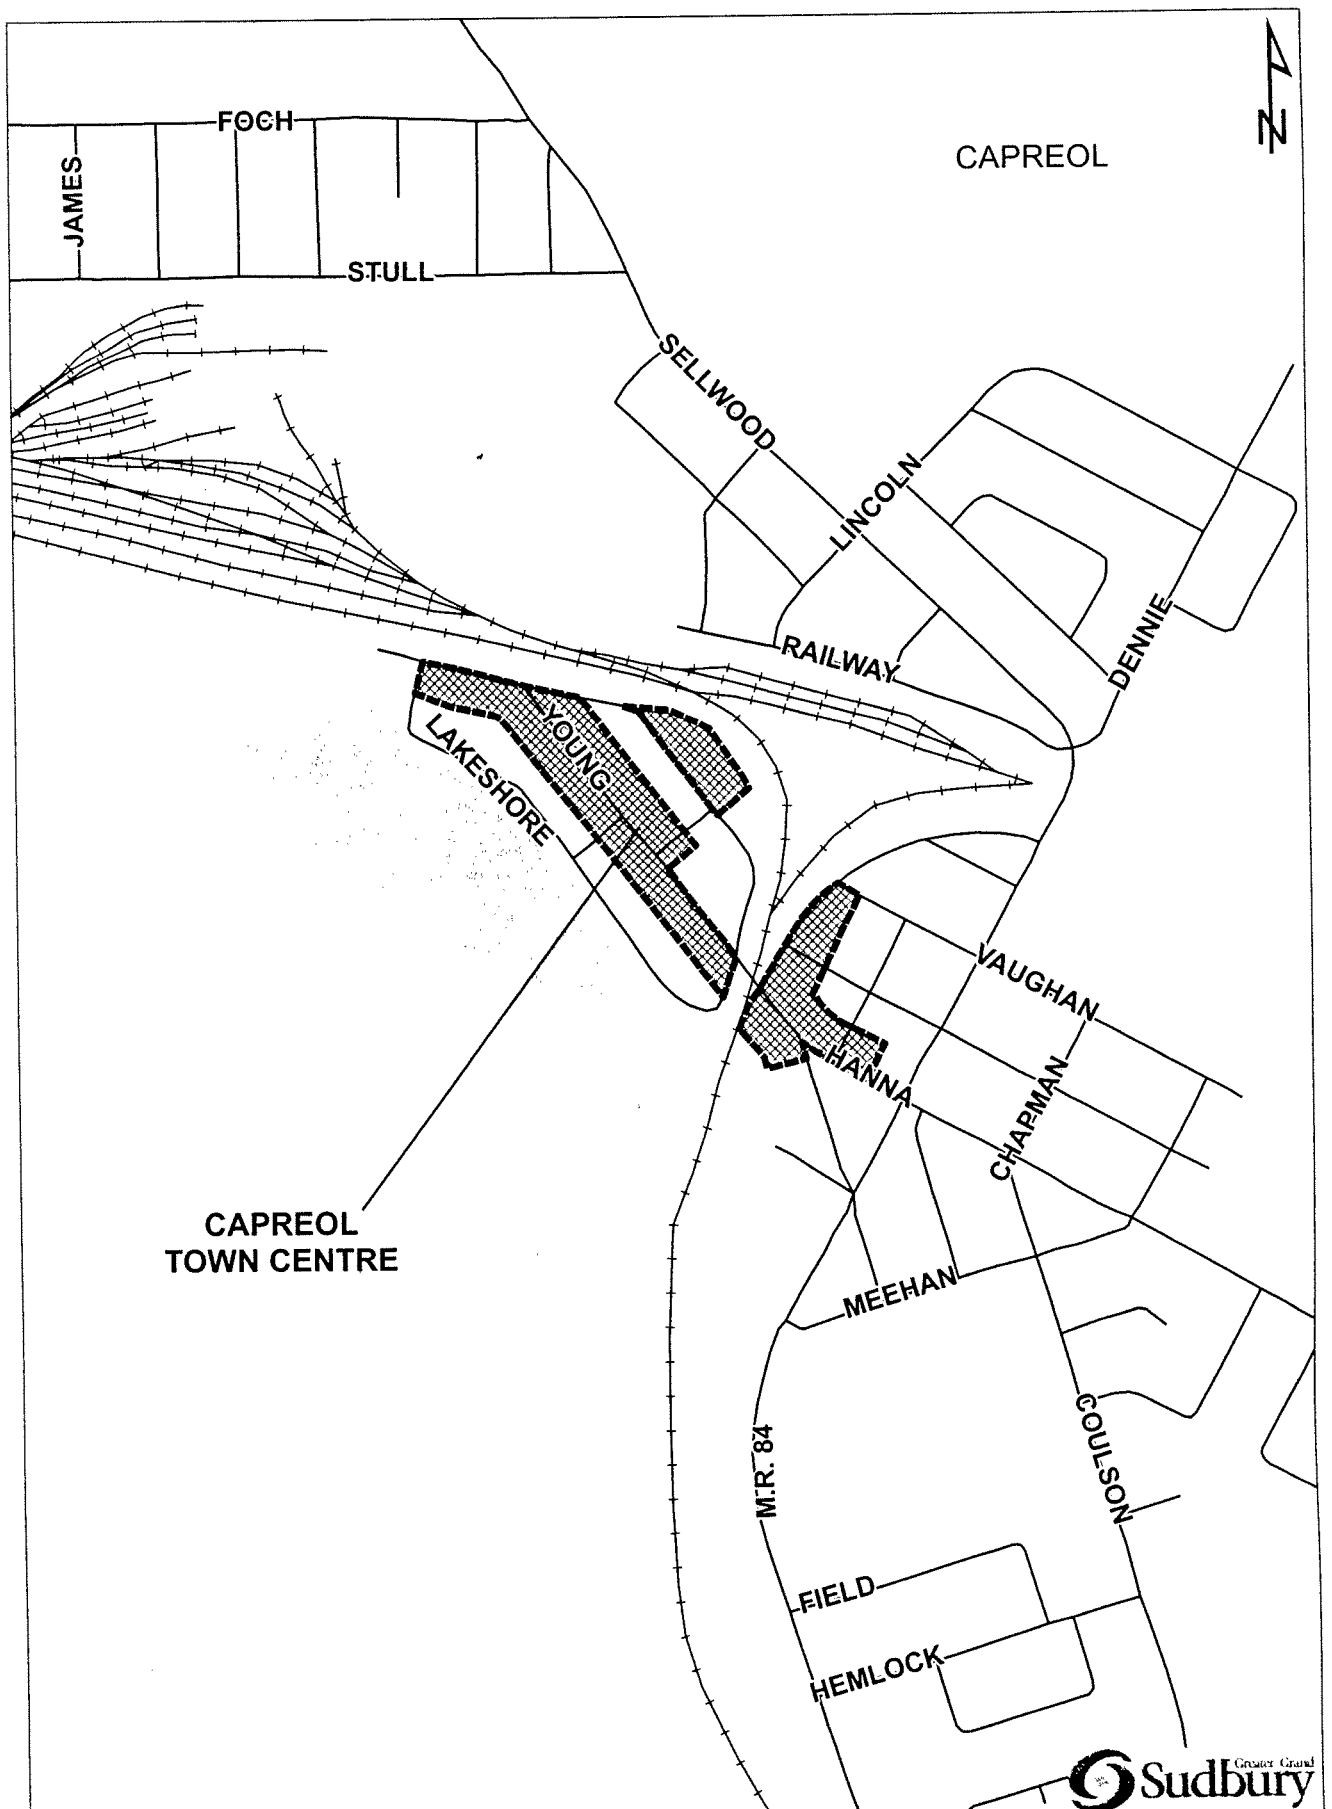 FOCH
CAPREOL
N
JAMES
STULL
SELLWOOD
LINCOLN
DENNIE
RAILWAY
YOUNG
LAKESHORE
VAUGHAN
HANNA
CHAPMAN
CAPREOL
TOWN CENTRE
MEEHAN
COULSON
M.R. 84
FIELD
HEMLOCK
Greater Grand
Sudbury